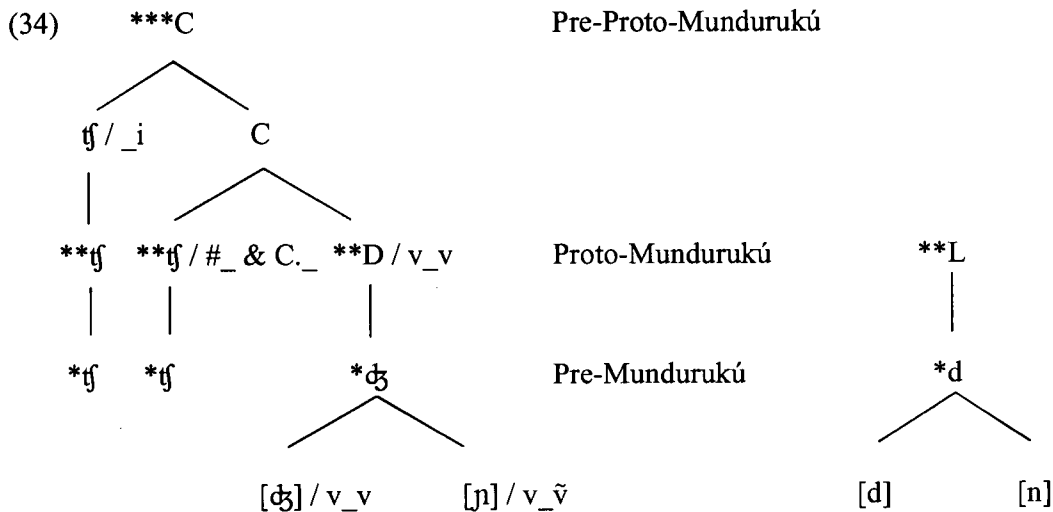 (34) ***C Pre-Proto-Mundurukú
ʧ / _i C
**ʧ **ʧ / #_ & C._ **D / v_v Proto-Mundurukú **L
*ʧ *ʧ *ʤ Pre-Mundurukú *d
[ʤ] / v_v [ɲ] / v_ṽ [d] [n]